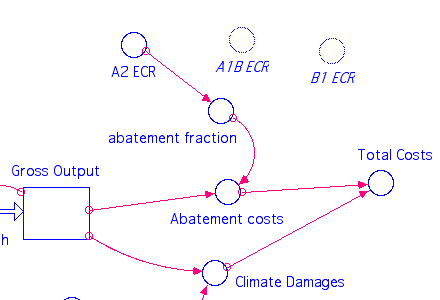 A2 ECR
A1B ECR
B1 ECR
abatement fraction
Total Costs
Gross Output
Abatement costs
h
Climate Damages